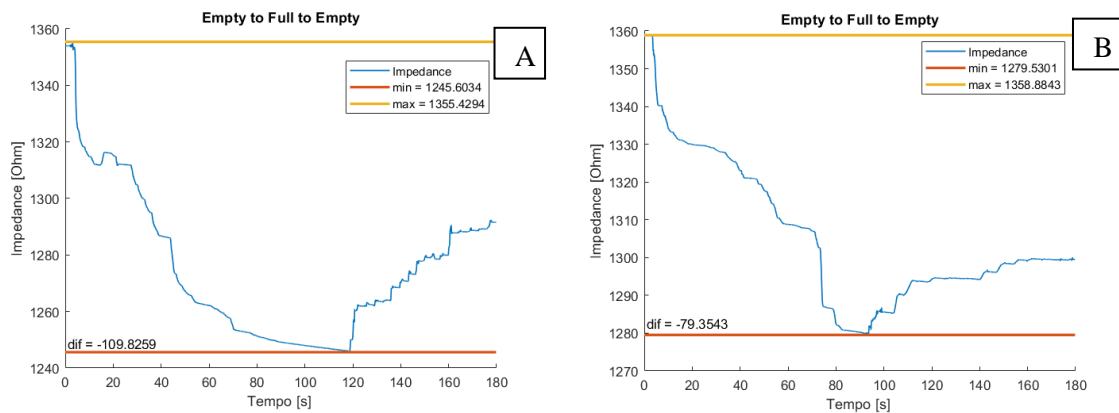 Empty to Full to Empty
A
1360
1340
1320
1300
1280
1260
1240
Impedance [Ohm]
Impedance
min = 1245.6034
max = 1355.4294
dif = -109.8259
0 20 40 60 80 100 120 140 160 180
Tempo [s]
Empty to Full to Empty
B
1360
1350
1340
1330
1320
1310
1300
1290
1280
1270
Impedance [Ohm]
Impedance
min = 1279.5301
max = 1358.8843
dif = -79.3543
0 20 40 60 80 100 120 140 160 180
Tempo [s]